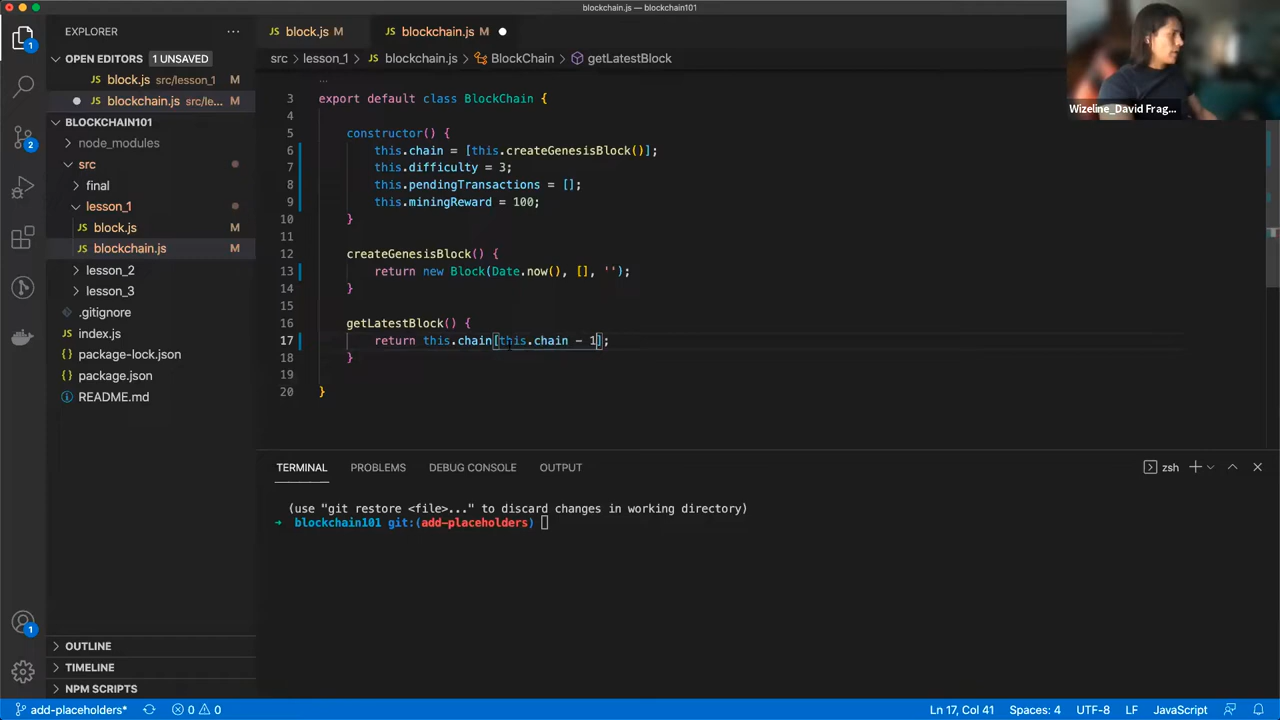 blockchain.js — blockchain101
EXPLORER
block.js M
blockchain.js M
OPEN EDITORS 1 UNSAVED
block.js src/lesson_1 M
blockchain.js src/le... M
BLOCKCHAIN101
node_modules
src
final
lesson_1
block.js M
blockchain.js M
lesson_2
lesson_3
.gitignore
index.js
package-lock.json
package.json
README.md
OUTLINE
TIMELINE
NPM SCRIPTS
1
2
1
src > lesson_1 > JS blockchain.js > BlockChain > getLatestBlock
3 export default class BlockChain {
4
5 constructor() {
6 this.chain = [this.createGenesisBlock()];
7 this.difficulty = 3;
8 this.pendingTransactions = [];
9 this.miningReward = 100;
10 }
11
12 createGenesisBlock() {
13 return new Block(Date.now(), [], '');
14 }
15
16 getLatestBlock() {
17 return this.chain[this.chain - 1];
18 }
19
20 }
Wizeline_David Frag...
TERMINAL PROBLEMS DEBUG CONSOLE OUTPUT zsh
(use "git restore <file>..." to discard changes in working directory)
→ blockchain101 git:(add-placeholders)
add-placeholders* 0 0 Ln 17, Col 41 Spaces: 4 UTF-8 LF JavaScript